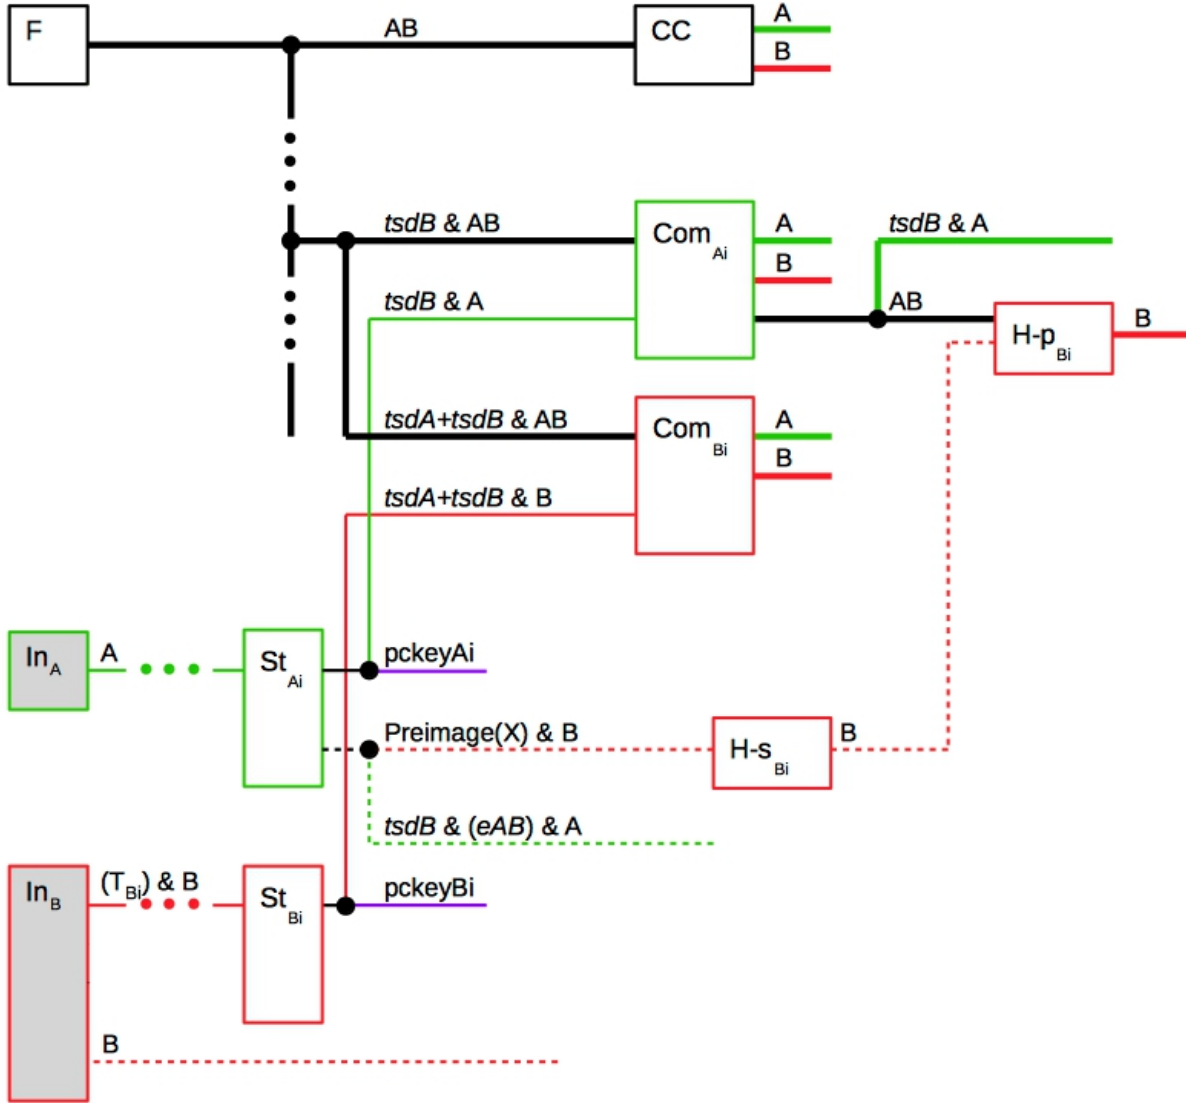 F
AB
CC
A
B
tsdB & AB
Com Ai
A
B
tsdB & A
tsdB & A
AB
H-p Bi
B
tsdA+tsdB & AB
Com Bi
A
B
tsdA+tsdB & B
In A
A
St Ai
pckeyAi
Preimage(X) & B
H-s Bi
B
tsdB & (eAB) & A
In B
(T Bi) & B
St Bi
pckeyBi
B